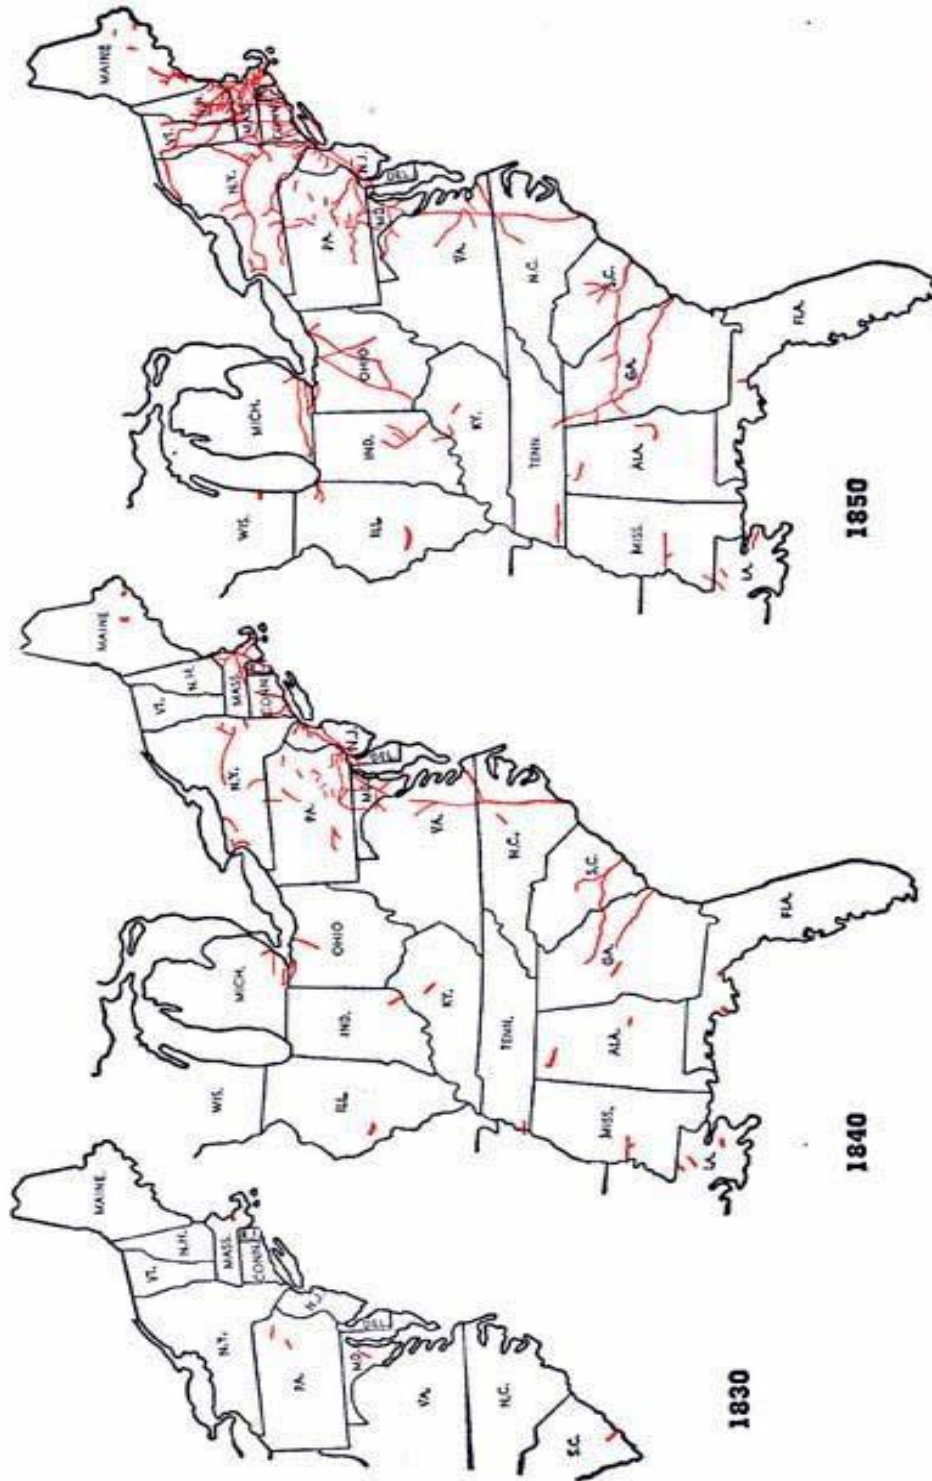 MAINE
VT.
N.H.
MASS.
CONN.
N.Y.
N.J.
PA.
DEL
MD.
VA.
N.C.
S.C.
1830
MAINE
VT.
N.H.
MASS.
CONN.
N.Y.
N.J.
PA.
DEL
MD.
VA.
N.C.
S.C.
GA.
FLA.
ALA.
MISS.
LA.
TENN.
KY.
OHIO
IND.
ILL.
MICH.
WIS.
1840
MAINE
VT.
N.
MASS.
CONN.
N.Y.
N.J.
PA.
DEL.
MD.
VA.
N.C.
S.C.
GA.
FLA.
ALA.
MISS.
LA.
TENN.
KY.
OHIO
IND.
ILL.
MICH.
WIS.
1850